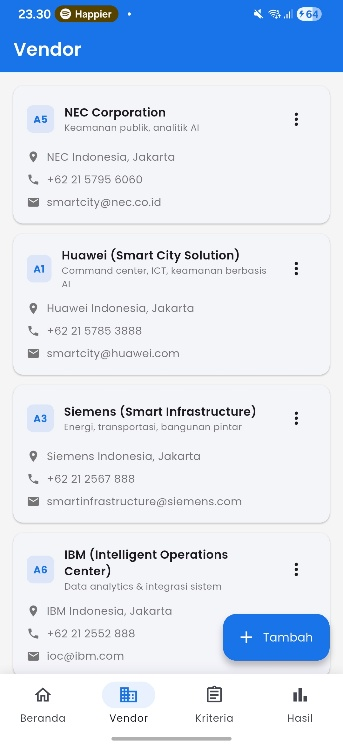 23.30 Happier
64
Vendor
A5
NEC Corporation
Keamanan publik, analitik AI
NEC Indonesia, Jakarta
+62 21 5795 6060
smartcity@nec.co.id
A1
Huawei (Smart City Solution)
Command center, ICT, keamanan berbasis
AI
Huawei Indonesia, Jakarta
+62 21 5785 3888
smartcity@huawei.com
A3
Siemens (Smart Infrastructure)
Energi, transportasi, bangunan pintar
Siemens Indonesia, Jakarta
+62 21 2567 888
smartinfrastructure@siemens.com
A6
IBM (Intelligent Operations
Center)
Data analytics & integrasi sistem
IBM Indonesia, Jakarta
+62 21 2552 888
ioc@ibm.com
Tambah
Beranda
Vendor
Kriteria
Hasil